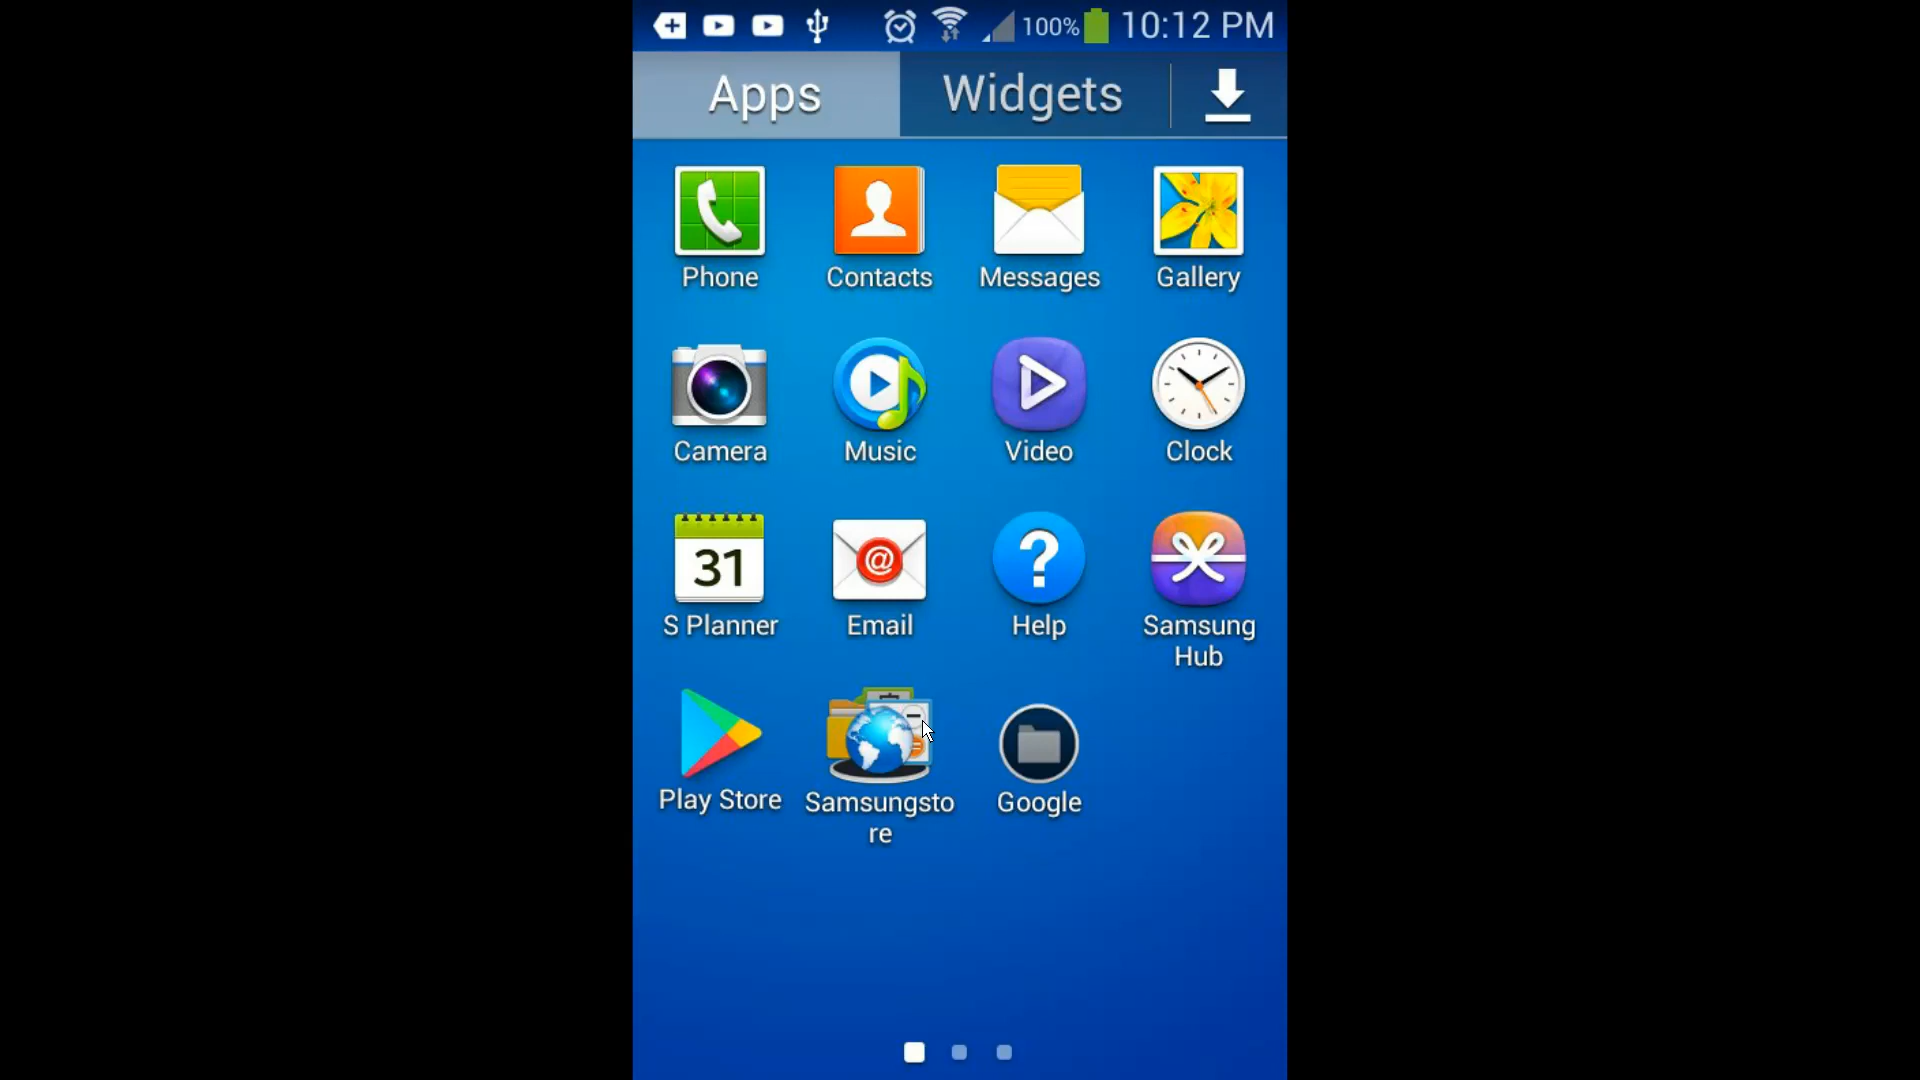 100% 10:12 PM
Apps Widgets
Phone Contacts Messages Gallery
Camera Music Video Clock
31
@
?
S Planner Email Help Samsung
Hub
Play Store Samsungsto
re
Google